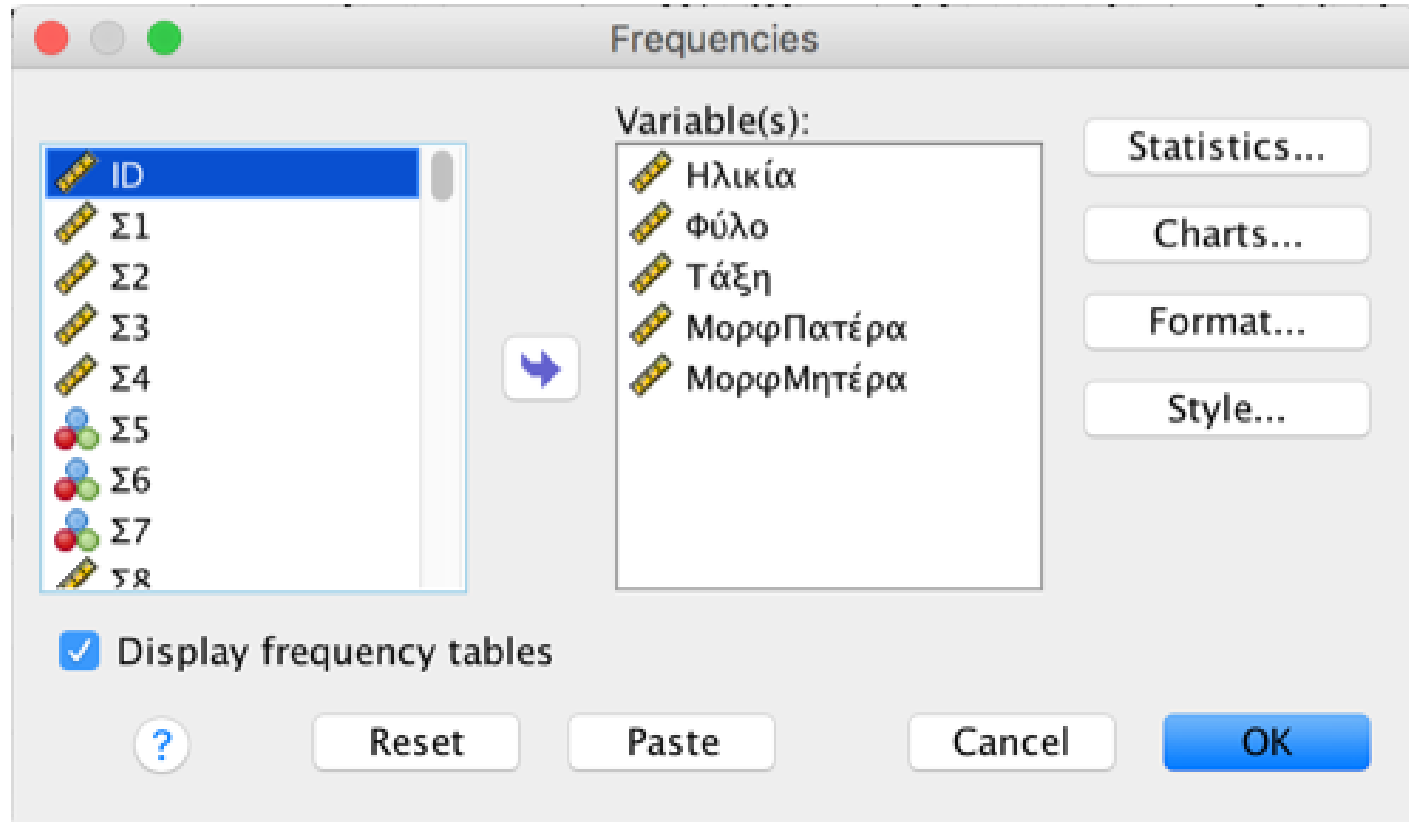 Frequencies
Variable(s):
ID
Σ1
Σ2
Σ3
Σ4
Σ5
Σ6
Σ7
Σ8
Ηλικία
Φύλο
Τάξη
ΜορφΠατέρα
ΜορφΜητέρα
Statistics...
Charts...
Format...
Style...
Display frequency tables
?
Reset
Paste
Cancel
OK